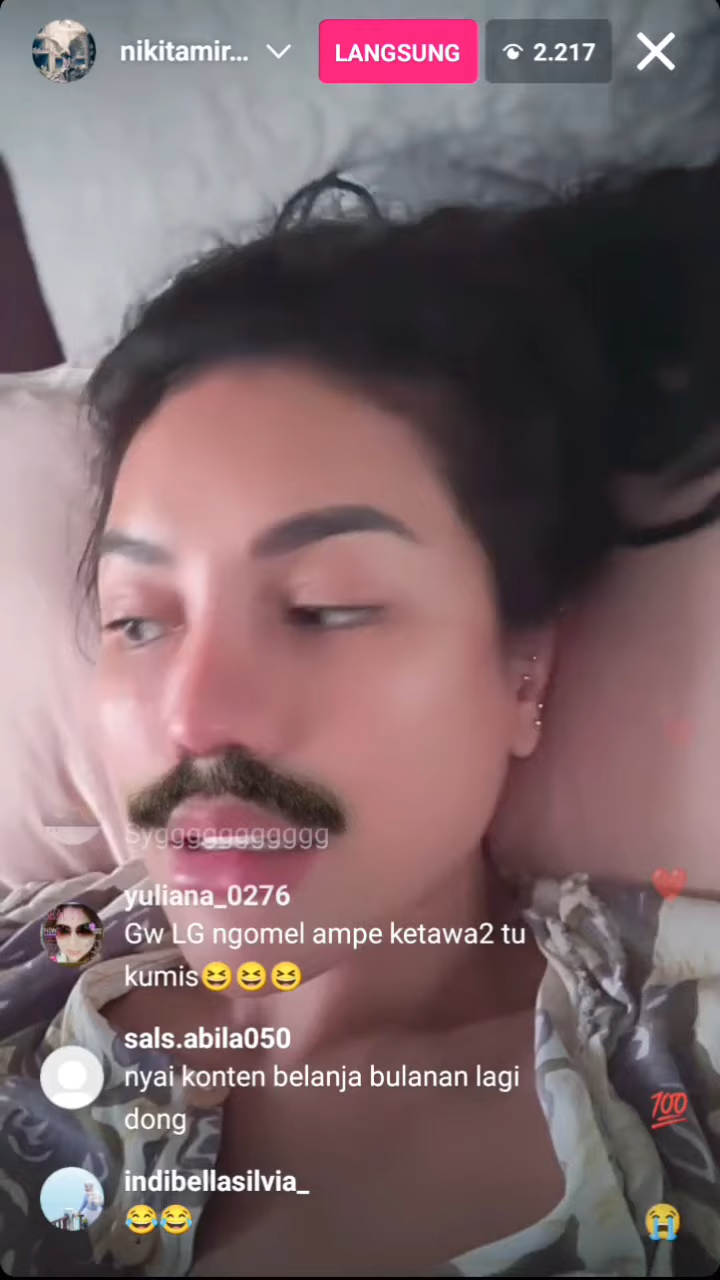 nikitamir...
LANGSUNG
2.217
Sygggggggggggg
yuliana_0276
Gw LG ngomel ampe ketawa2 tu
kumis😆😆😆
sals.abila050
nyai konten belanja bulanan lagi
dong
100
indibellasilvia_
😂😂